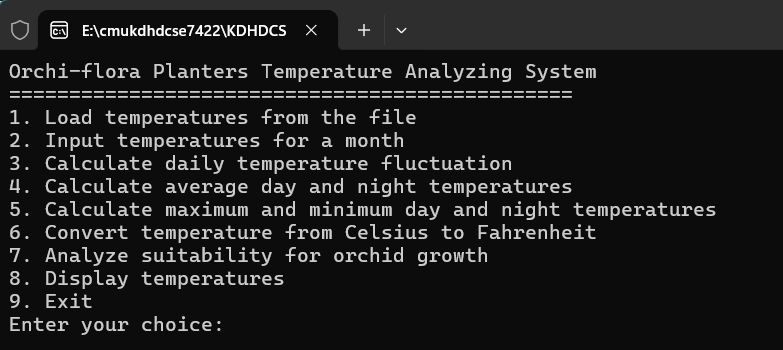 E:\cmukdhdcse7422\KDHDCS
Orchi-flora Planters Temperature Analyzing System
===============================================
1. Load temperatures from the file
2. Input temperatures for a month
3. Calculate daily temperature fluctuation
4. Calculate average day and night temperatures
5. Calculate maximum and minimum day and night temperatures
6. Convert temperature from Celsius to Fahrenheit
7. Analyze suitability for orchid growth
8. Display temperatures
9. Exit
Enter your choice: